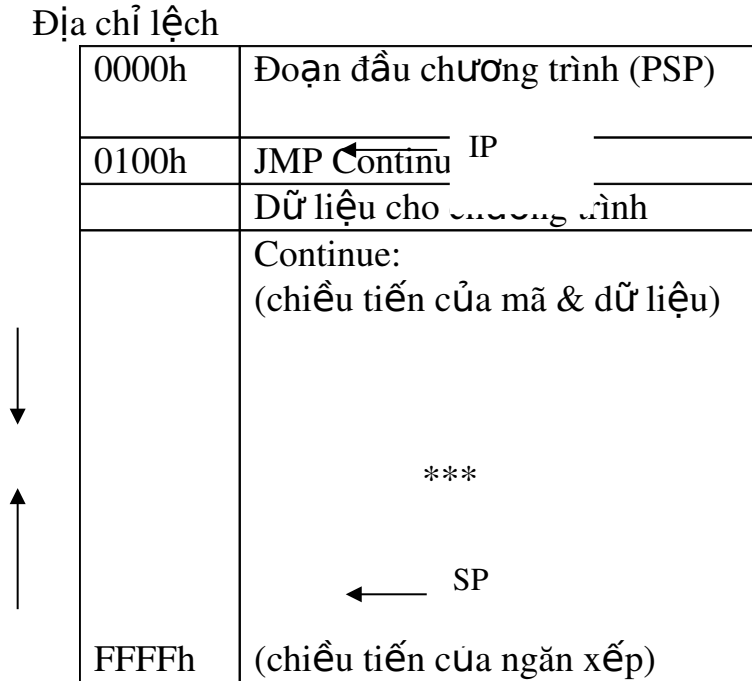 Địa chỉ lệch
0000h Đoạn đầu chương trình (PSP)
IP
0100h JMP Continu
Dữ liệu cho chương trình
Continue:
(chiều tiến của mã & dữ liệu)
***
SP
FFFFh (chiều tiến của ngăn xếp)